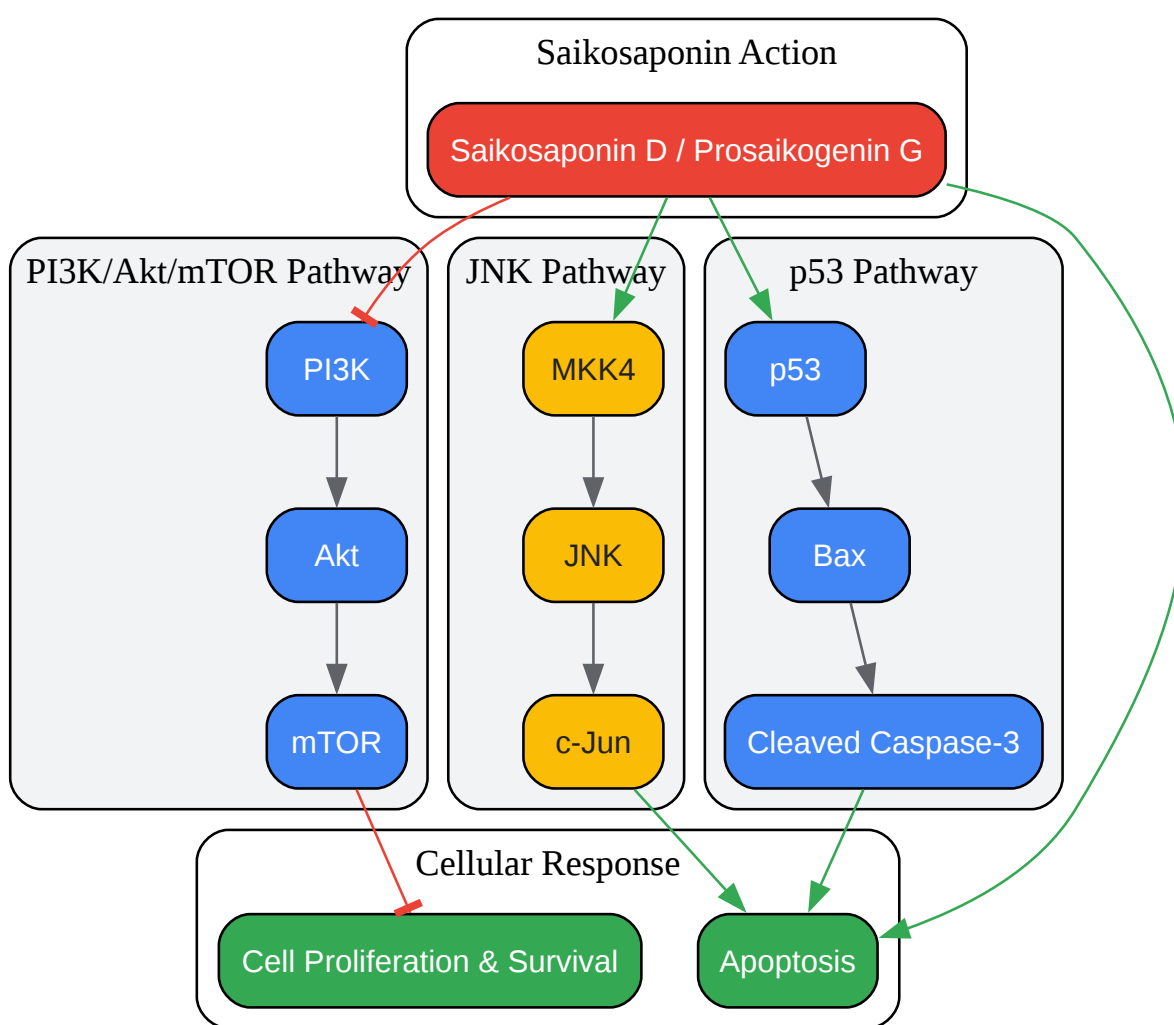 Saikosaponin Action
Saikosaponin D / Prosaikogenin G
PI3K/Akt/mTOR Pathway
JNK Pathway
p53 Pathway
PI3K
MKK4
p53
Akt
JNK
Bax
mTOR
c-Jun
Cleaved Caspase-3
Cellular Response
Cell Proliferation & Survival
Apoptosis